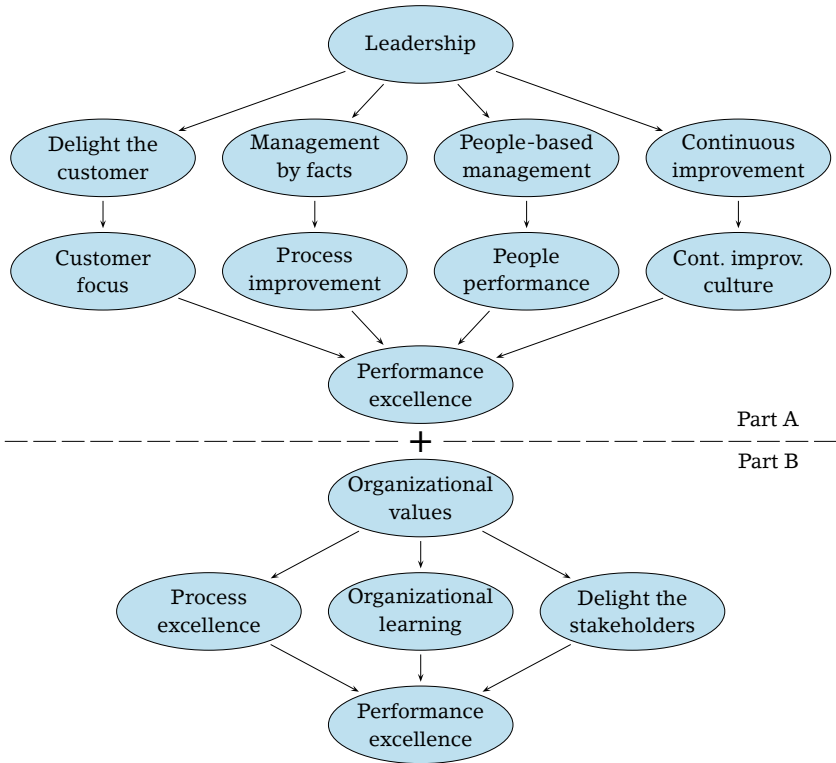 Leadership
Delight the
customer
Management
by facts
People-based
management
Continuous
improvement
Customer
focus
Process
improvement
People
performance
Cont. improv.
culture
Performance
excellence
Part A
+
Part B
Organizational
values
Process
excellence
Organizational
learning
Delight the
stakeholders
Performance
excellence